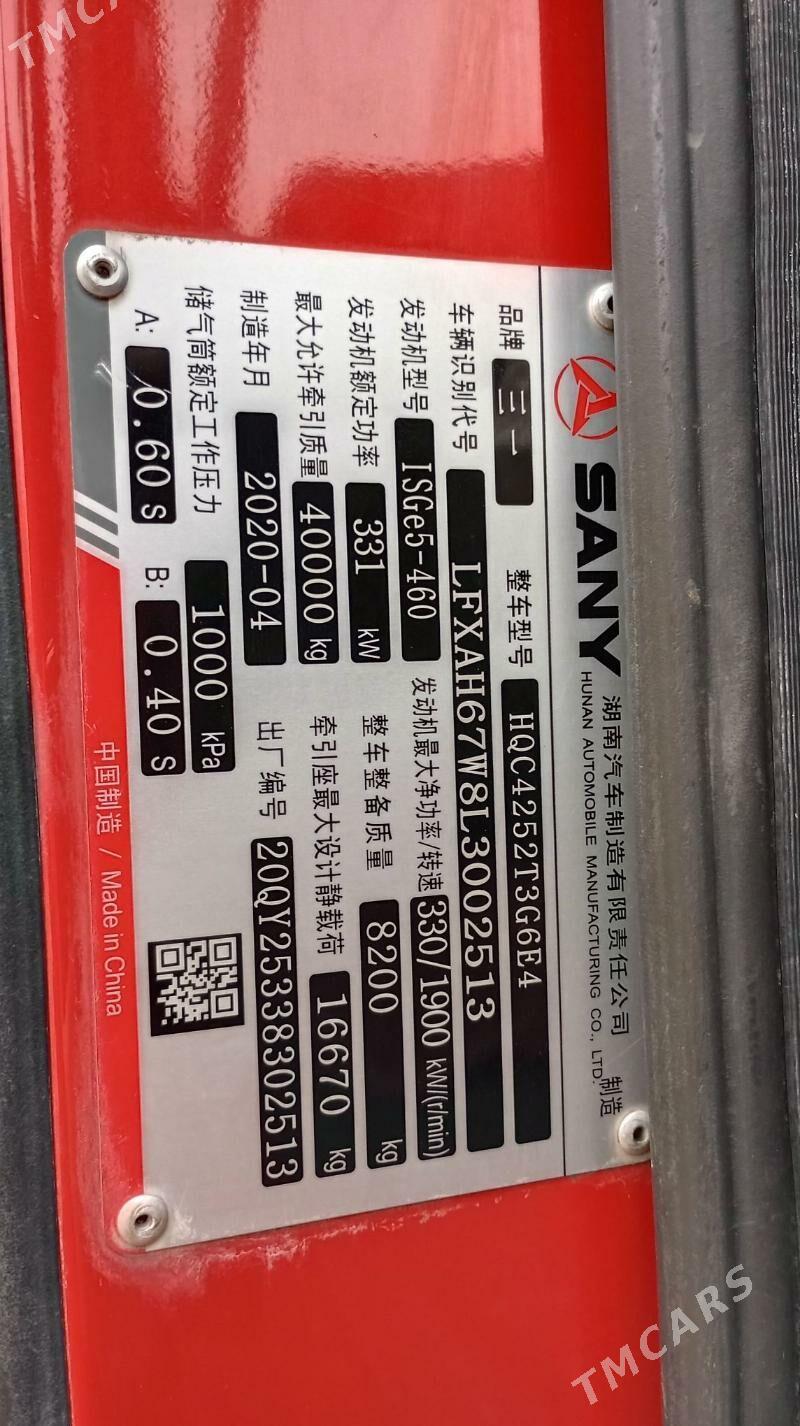 TMCA
SANY 湖南汽车制造有限责任公司 制造
HUNAN AUTOMOBILE MANUFACTURING CO., LTD.
品牌 三一 整车型号 HQC4252T3G6E4
车辆识别代号 LFXAH67W8L3002513
发动机型号 ISGe5-460 发动机最大净功率/转速 330/1900 kW/(r/min)
发动机额定功率 331 kW 整车整备质量 8200 kg
最大允许牵引质量 40000 kg 牵引座最大设计静载荷 16670 kg
制造年月 2020-04 出厂编号 20QY25338302513
储气筒额定工作压力 1000 kPa
A: 0.60 s B: 0.40 s
中国制造 / Made in China
TMCARS